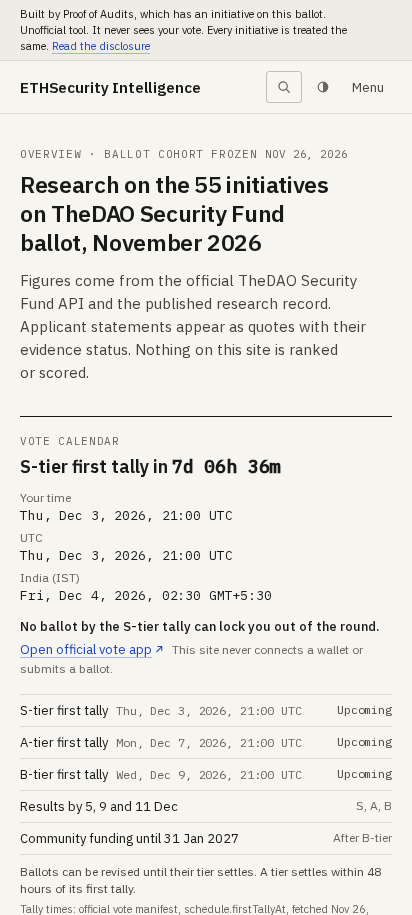 Built by Proof of Audits, which has an initiative on this ballot.
Unofficial tool. It never sees your vote. Every initiative is treated the
same. Read the disclosure
ETHSecurity Intelligence
Menu
OVERVIEW · BALLOT COHORT FROZEN NOV 26, 2026
Research on the 55 initiatives
on TheDAO Security Fund
ballot, November 2026
Figures come from the official TheDAO Security
Fund API and the published research record.
Applicant statements appear as quotes with their
evidence status. Nothing on this site is ranked
or scored.
VOTE CALENDAR
S-tier first tally in 7d 06h 36m
Your time
Thu, Dec 3, 2026, 21:00 UTC
UTC
Thu, Dec 3, 2026, 21:00 UTC
India (IST)
Fri, Dec 4, 2026, 02:30 GMT+5:30
No ballot by the S-tier tally can lock you out of the round.
Open official vote app ↗ This site never connects a wallet or
submits a ballot.
S-tier first tally Thu, Dec 3, 2026, 21:00 UTC Upcoming
A-tier first tally Mon, Dec 7, 2026, 21:00 UTC Upcoming
B-tier first tally Wed, Dec 9, 2026, 21:00 UTC Upcoming
Results by 5, 9 and 11 Dec S, A, B
Community funding until 31 Jan 2027 After B-tier
Ballots can be revised until their tier settles. A tier settles within 48
hours of its first tally.
Tally times: official vote manifest, schedule.firstTallyAt, fetched Nov 26,